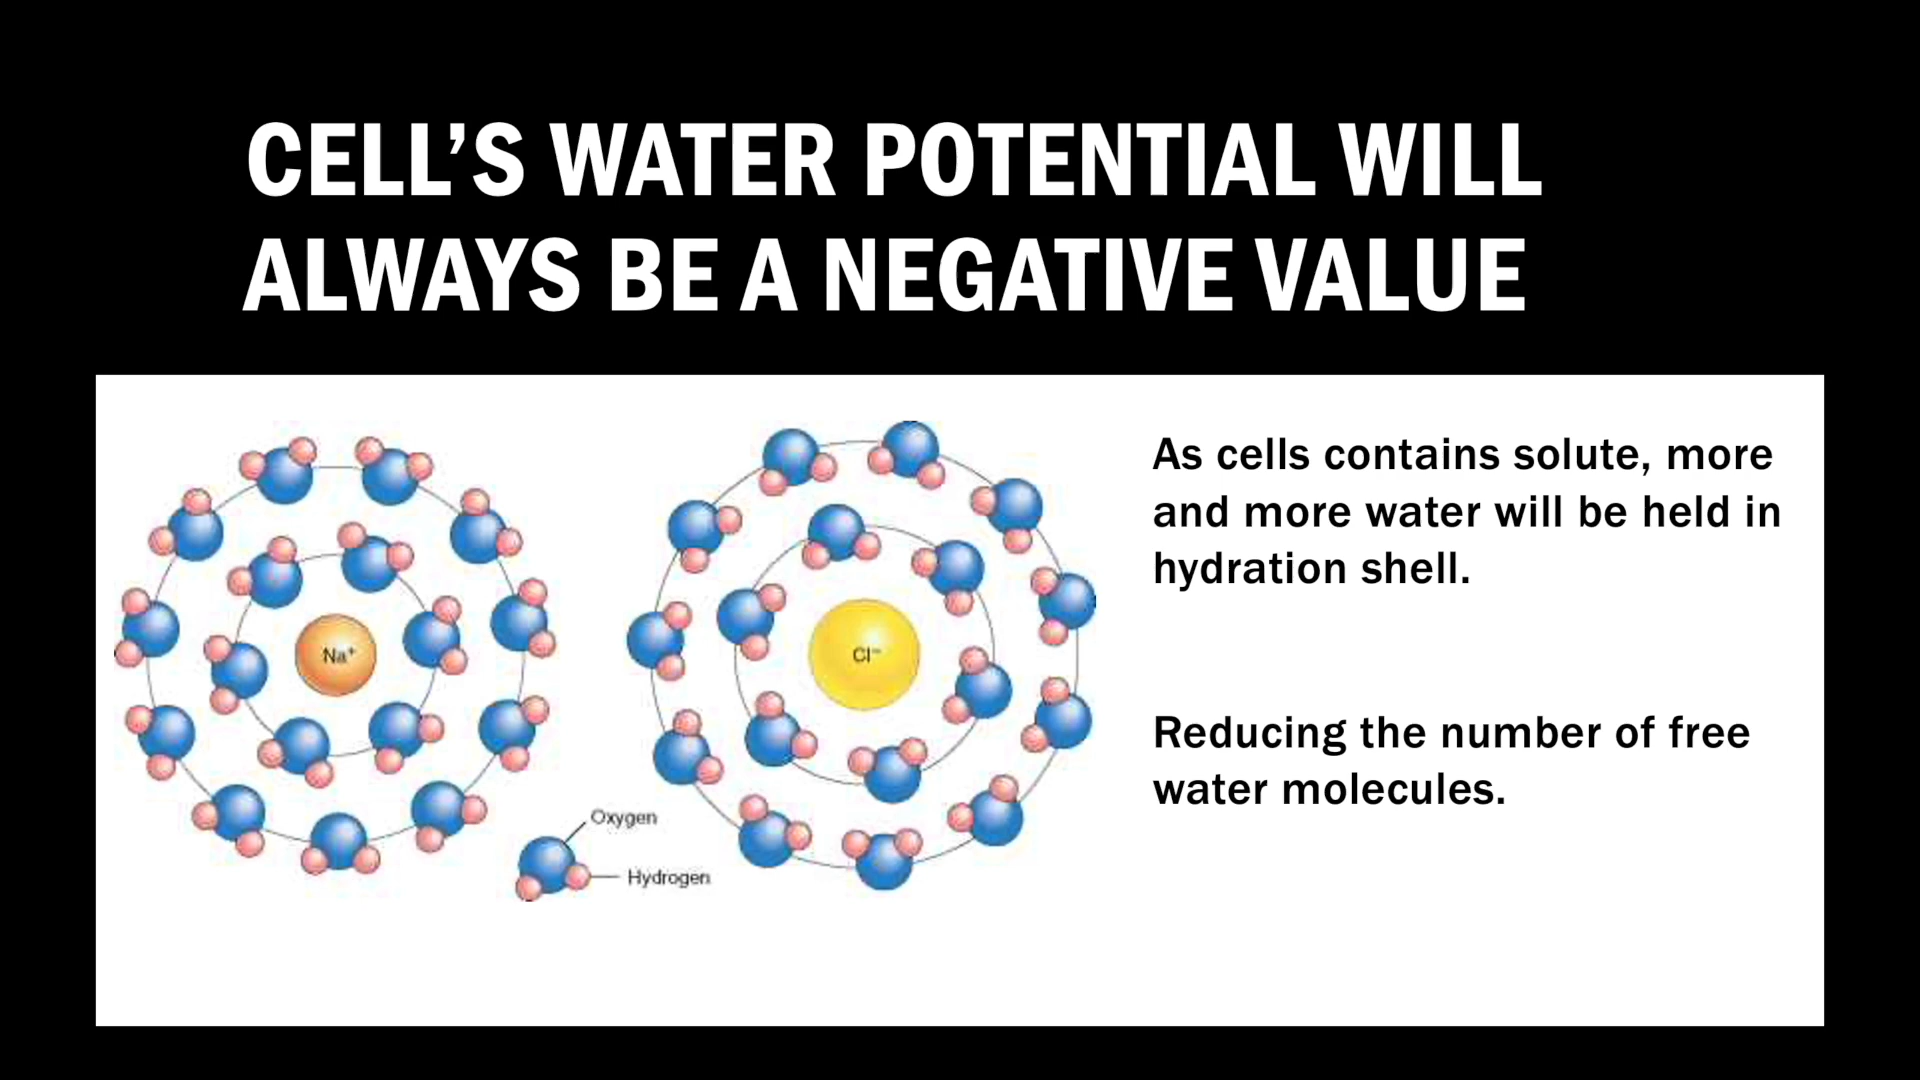 CELL’S WATER POTENTIAL WILL
ALWAYS BE A NEGATIVE VALUE
As cells contains solute, more
and more water will be held in
hydration shell.
Reducing the number of free
water molecules.
Na⁺
Cl⁻
Oxygen
Hydrogen